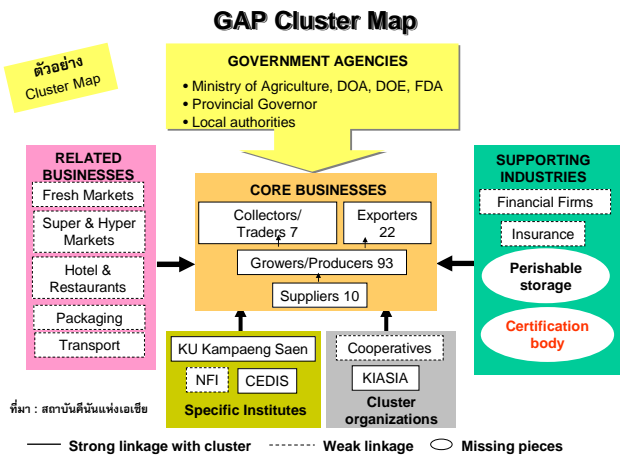 GAP Cluster Map
ตัวอย่าง
Cluster Map
GOVERNMENT AGENCIES
• Ministry of Agriculture, DOA, DOE, FDA
• Provincial Governor
• Local authorities
RELATED
BUSINESSES
Fresh Markets
Super & Hyper
Markets
Hotel &
Restaurants
Packaging
Transport
CORE BUSINESSES
Collectors/
Traders 7
Exporters
22
Growers/Producers 93
Suppliers 10
SUPPORTING
INDUSTRIES
Financial Firms
Insurance
Perishable
storage
Certification
body
KU Kampaeng Saen
NFI
CEDIS
Specific Institutes
Cooperatives
KIASIA
Cluster
organizations
ที่มา : สถาบันคีนันแห่งเอเซีย
Strong linkage with cluster
Weak linkage
Missing pieces